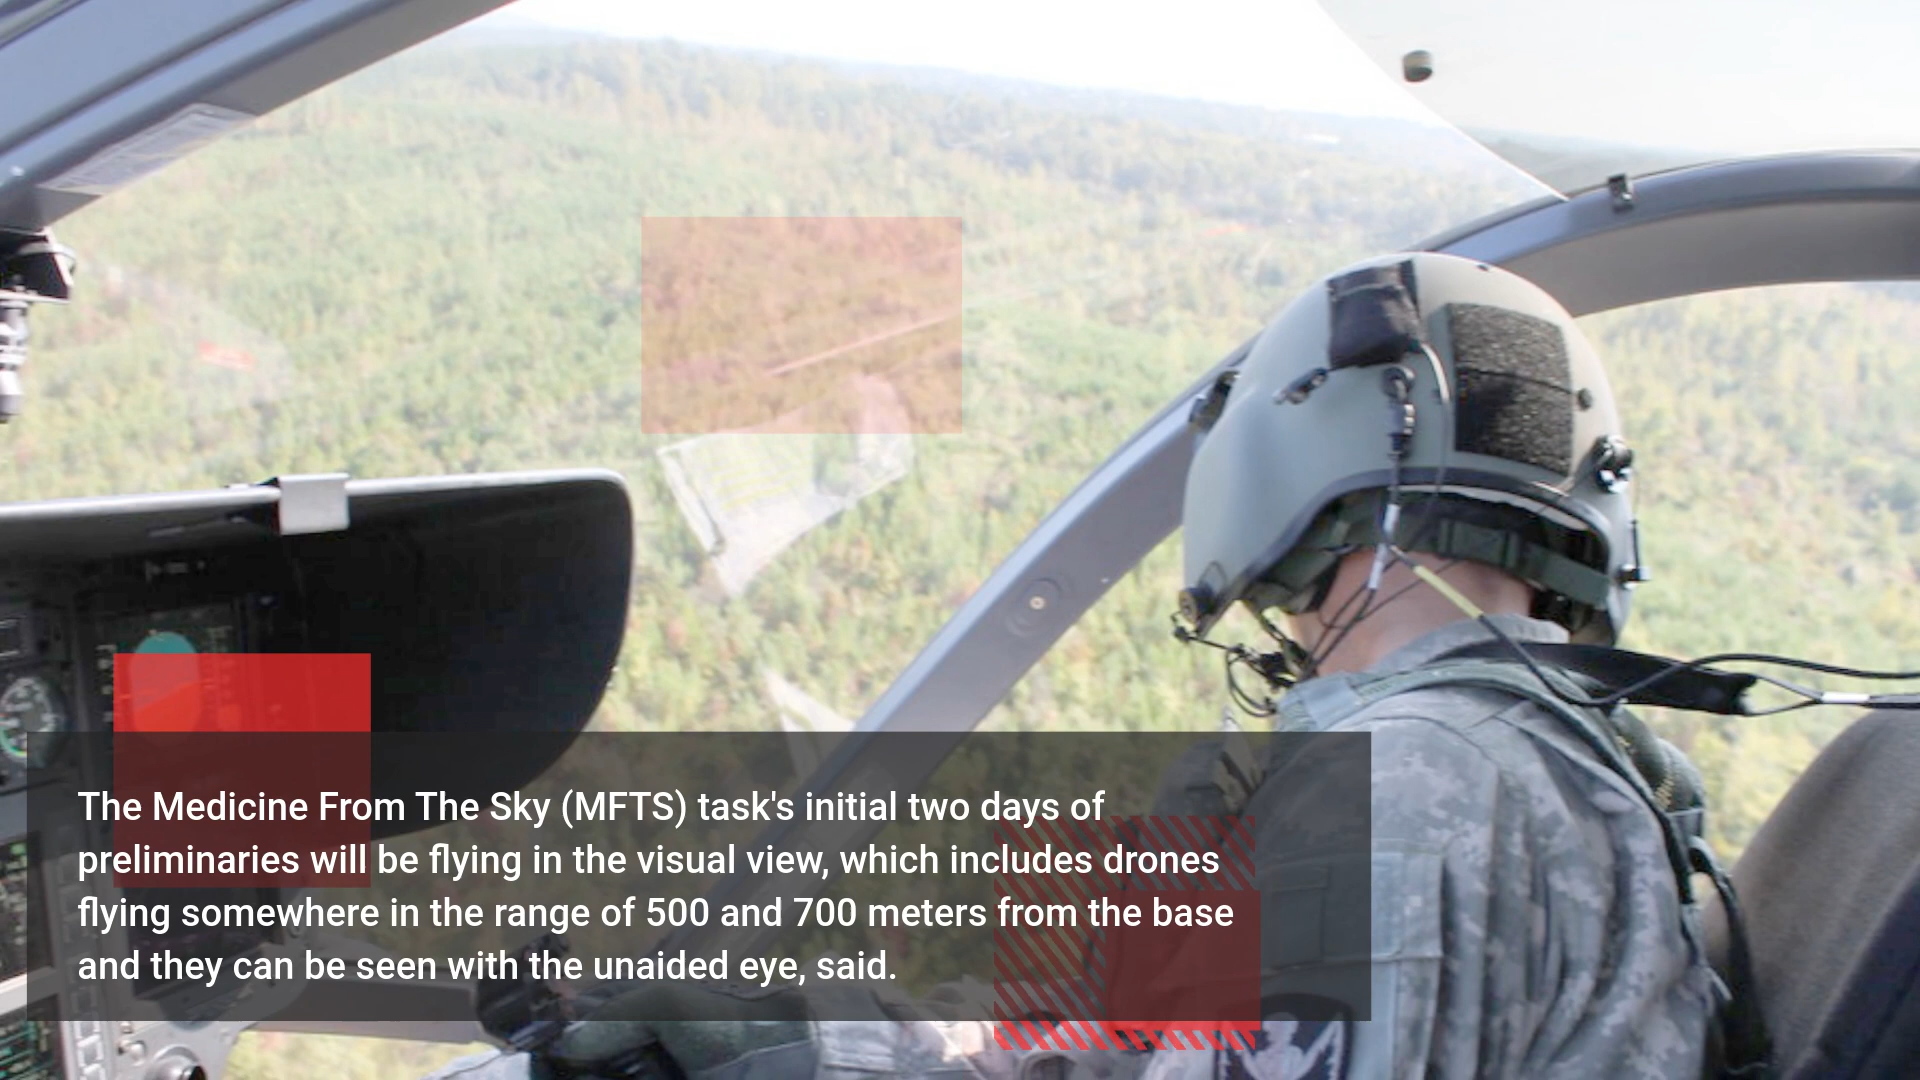 The Medicine From The Sky (MFTS) task's initial two days of
preliminaries will be flying in the visual view, which includes drones
flying somewhere in the range of 500 and 700 meters from the base
and they can be seen with the unaided eye, said.